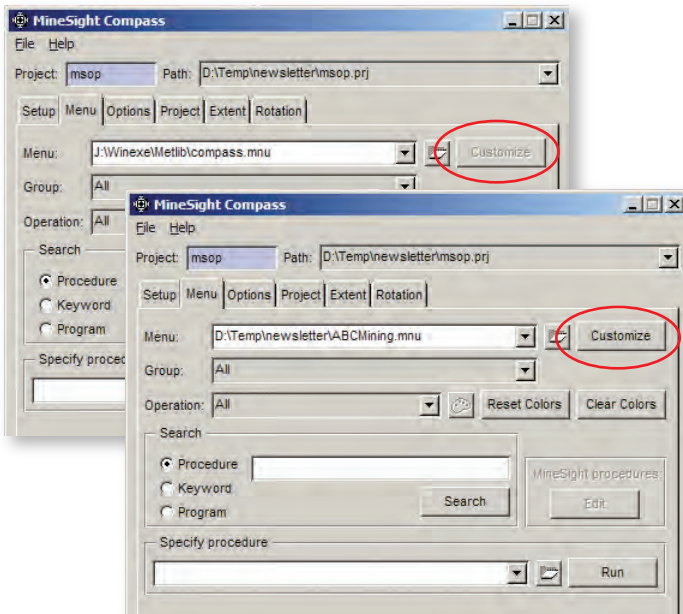 MineSight Compass
File Help
Project: msop Path: D:\Temp\newsletter\msop.prj
Setup Menu Options Project Extent Rotation
Menu: J:\Winexe\Metlib\compass.mnu Customize
Group: All
Operation: All
Search
Procedure
Keyword
Program
Specify proced
MineSight Compass
File Help
Project: msop Path: D:\Temp\newsletter\msop.prj
Setup Menu Options Project Extent Rotation
Menu: D:\Temp\newsletter\ABCMining.mnu Customize
Group: All
Operation: All Reset Colors Clear Colors
Search
Procedure
MineSight procedures:
Keyword
Search Edit
Program
Specify procedure
Run